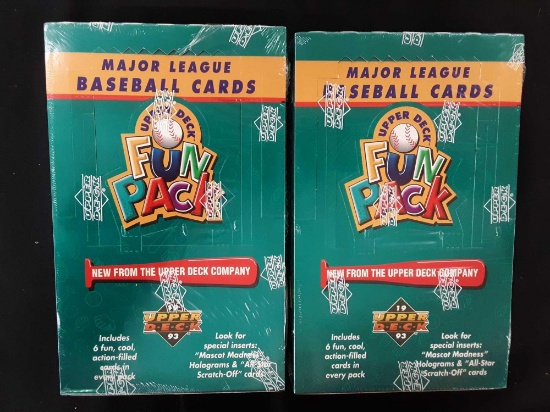 MAJOR LEAGUE
BASEBALL CARDS
UPPER DECK
FUN
PACK
NEW FROM THE UPPER DECK COMPANY
19
UPPER
DECK
93
Includes
6 fun, cool,
action-filled
cards in
every pack
Look for
special inserts:
"Mascot Madness"
Holograms & "All-Star
Scratch-Off" cards
MAJOR LEAGUE
BASEBALL CARDS
UPPER DECK
FUN
PACK
NEW FROM THE UPPER DECK COMPANY
19
UPPER
DECK
93
Includes
6 fun, cool,
action-filled
cards in
every pack
Look for
special inserts:
"Mascot Madness"
Holograms & "All-Star
Scratch-Off" cards